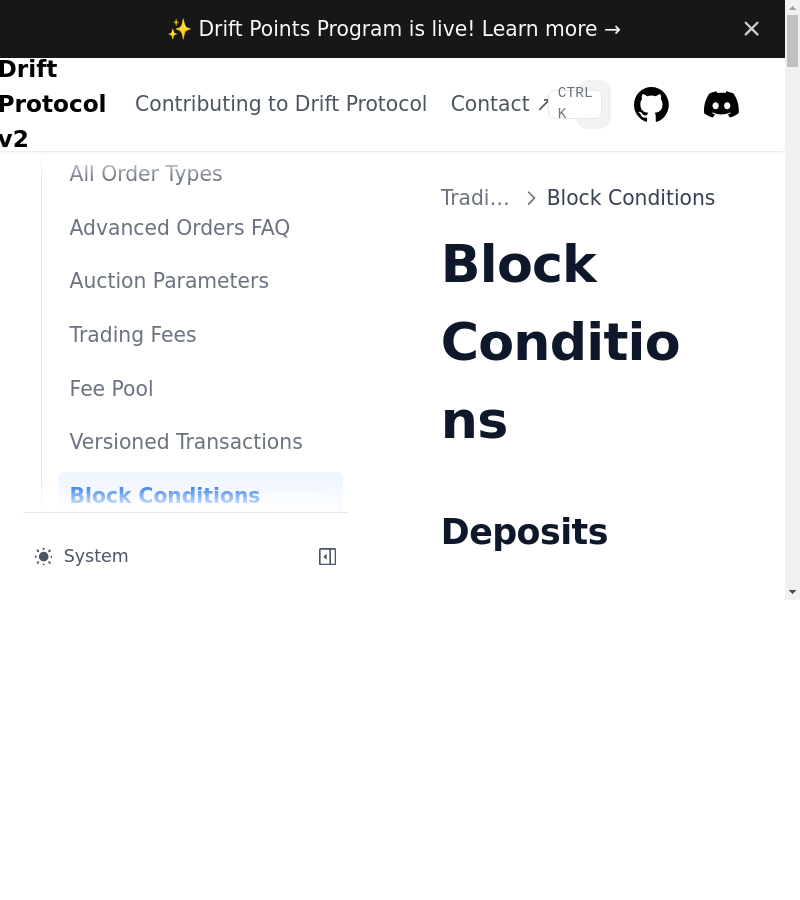 ✨ Drift Points Program is live! Learn more →
Drift
Protocol
v2
Contributing to Drift Protocol
Contact ↗
CTRL
K
All Order Types
Advanced Orders FAQ
Auction Parameters
Trading Fees
Fee Pool
Versioned Transactions
Block Conditions
System
Tradi… > Block Conditions
Block
Conditio
ns
Deposits